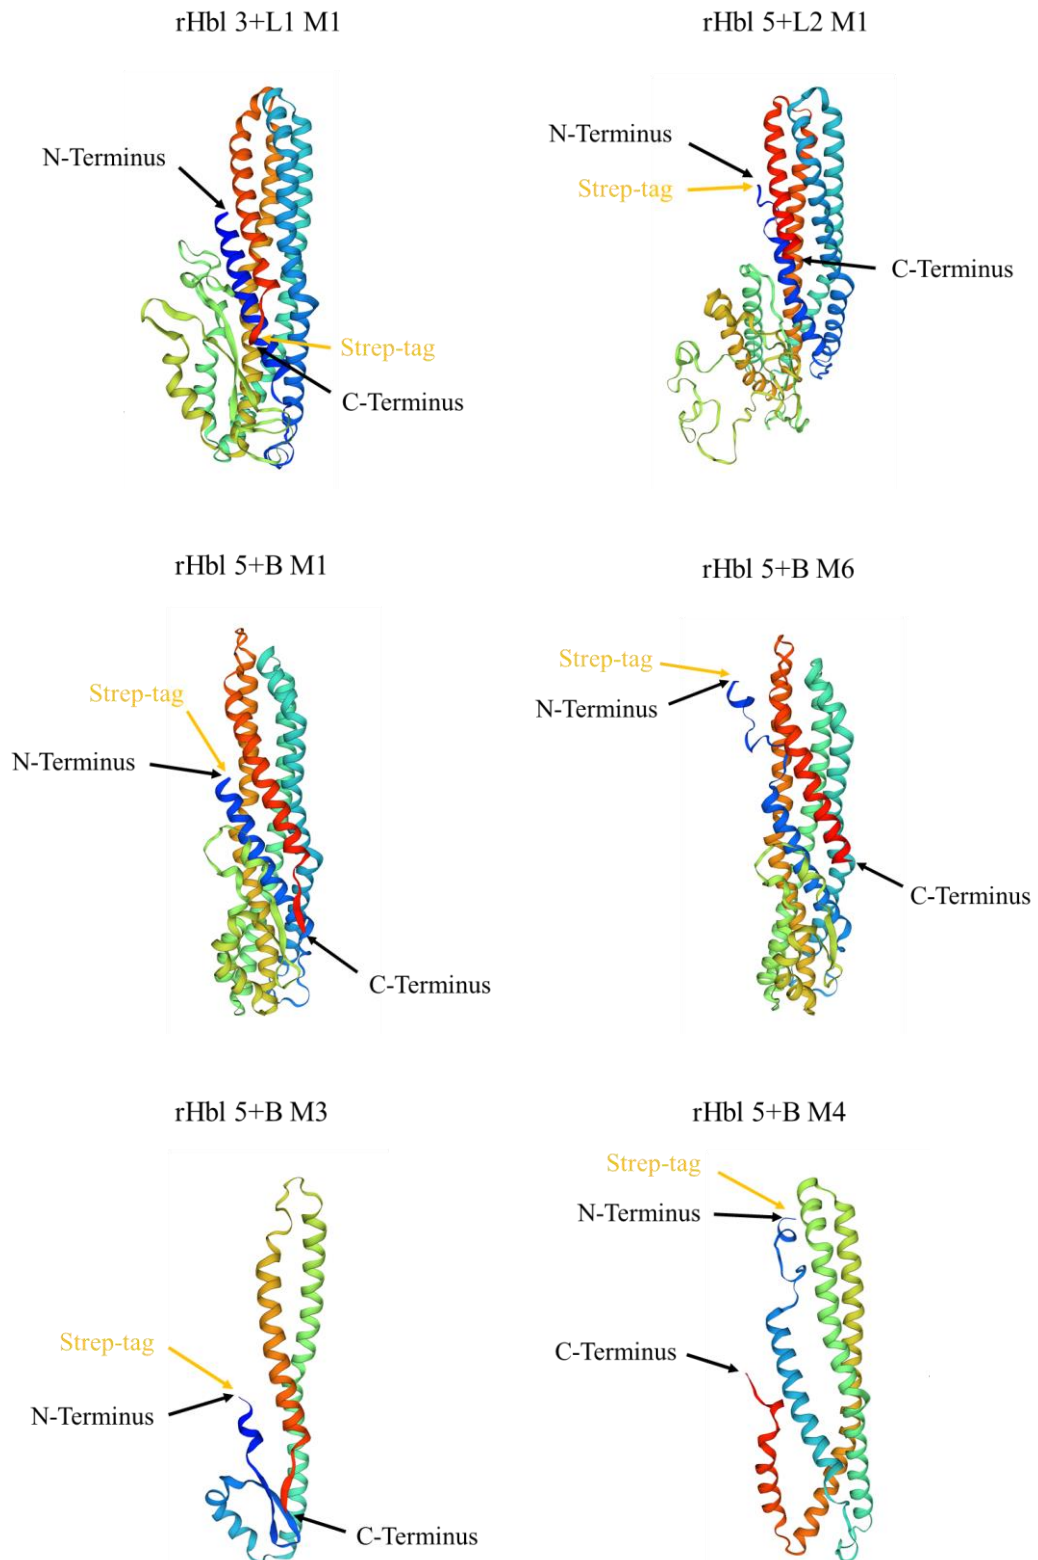 rHbl 3+L1 M1
N-Terminus
Strep-tag
C-Terminus
rHbl 5+L2 M1
N-Terminus
Strep-tag
C-Terminus
rHbl 5+B M1
Strep-tag
N-Terminus
C-Terminus
rHbl 5+B M6
Strep-tag
N-Terminus
C-Terminus
rHbl 5+B M3
Strep-tag
N-Terminus
C-Terminus
rHbl 5+B M4
Strep-tag
N-Terminus
C-Terminus